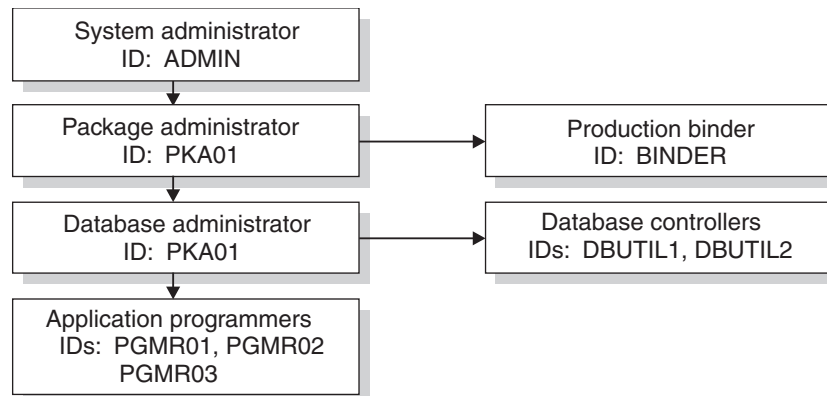 System administrator
ID: ADMIN
Package administrator
ID: PKA01
Production binder
ID: BINDER
Database administrator
ID: PKA01
Database controllers
IDs: DBUTIL1, DBUTIL2
Application programmers
IDs: PGMR01, PGMR02
PGMR03